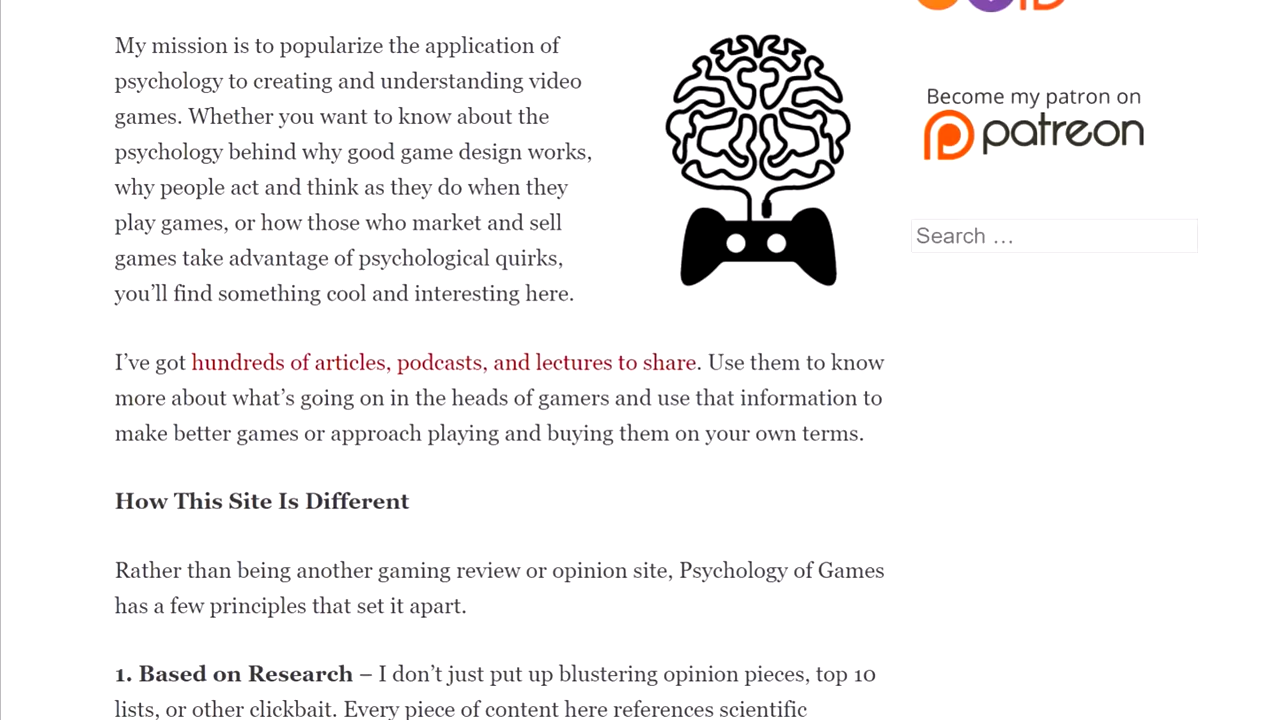 My mission is to popularize the application of
psychology to creating and understanding video
games. Whether you want to know about the
psychology behind why good game design works,
why people act and think as they do when they
play games, or how those who market and sell
games take advantage of psychological quirks,
you’ll find something cool and interesting here.
I’ve got hundreds of articles, podcasts, and lectures to share. Use them to know
more about what’s going on in the heads of gamers and use that information to
make better games or approach playing and buying them on your own terms.
How This Site Is Different
Rather than being another gaming review or opinion site, Psychology of Games
has a few principles that set it apart.
1. Based on Research – I don’t just put up blustering opinion pieces, top 10
lists, or other clickbait. Every piece of content here references scientific
Become my patron on
patreon
Search …